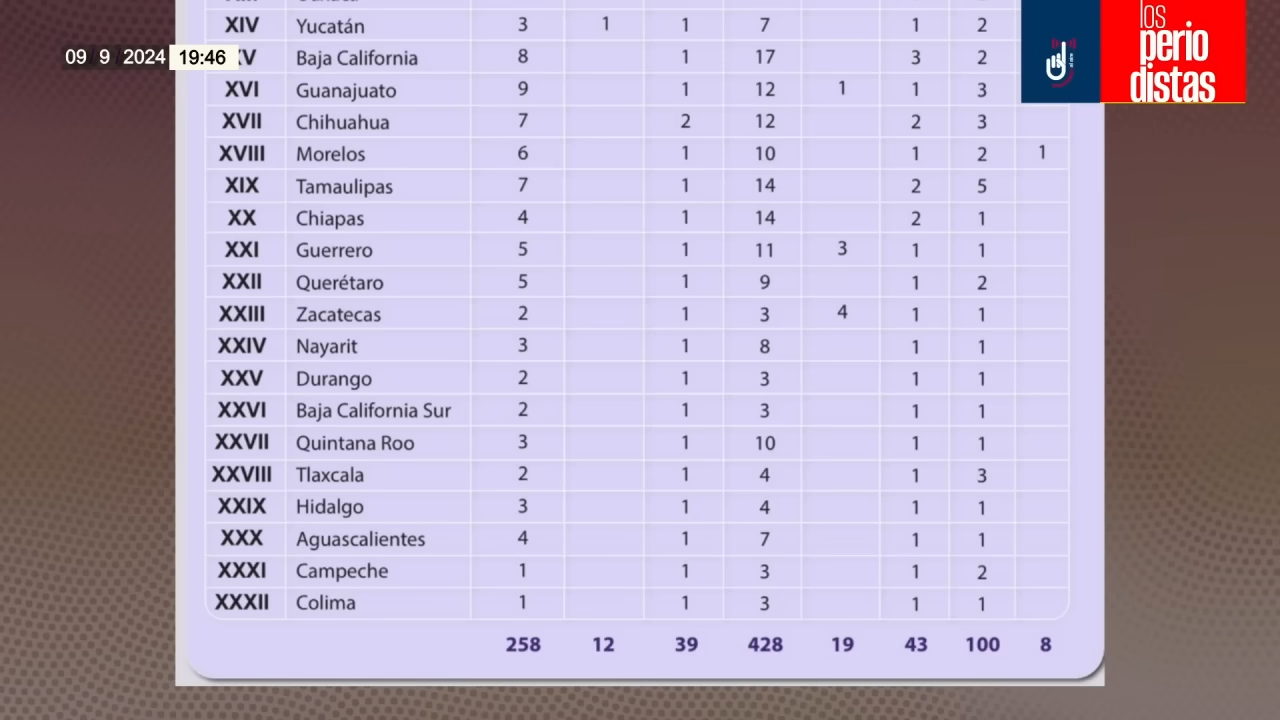 XIV Yucatán 3 1 1 7 1 2
09 9 2024 19:46
XV Baja California 8 1 17 3 2
XVI Guanajuato 9 1 12 1 1 3
XVII Chihuahua 7 2 12 2 3
XVIII Morelos 6 1 10 1 2 1
XIX Tamaulipas 7 1 14 2 5
XX Chiapas 4 1 14 2 1
XXI Guerrero 5 1 11 3 1 1
XXII Querétaro 5 1 9 1 2
XXIII Zacatecas 2 1 3 4 1 1
XXIV Nayarit 3 1 8 1 1
XXV Durango 2 1 3 1 1
XXVI Baja California Sur 2 1 3 1 1
XXVII Quintana Roo 3 1 10 1 1
XXVIII Tlaxcala 2 1 4 1 3
XXIX Hidalgo 3 1 4 1 1
XXX Aguascalientes 4 1 7 1 1
XXXI Campeche 1 1 3 1 2
XXXII Colima 1 1 3 1 1
258 12 39 428 19 43 100 8
los
perio
distas